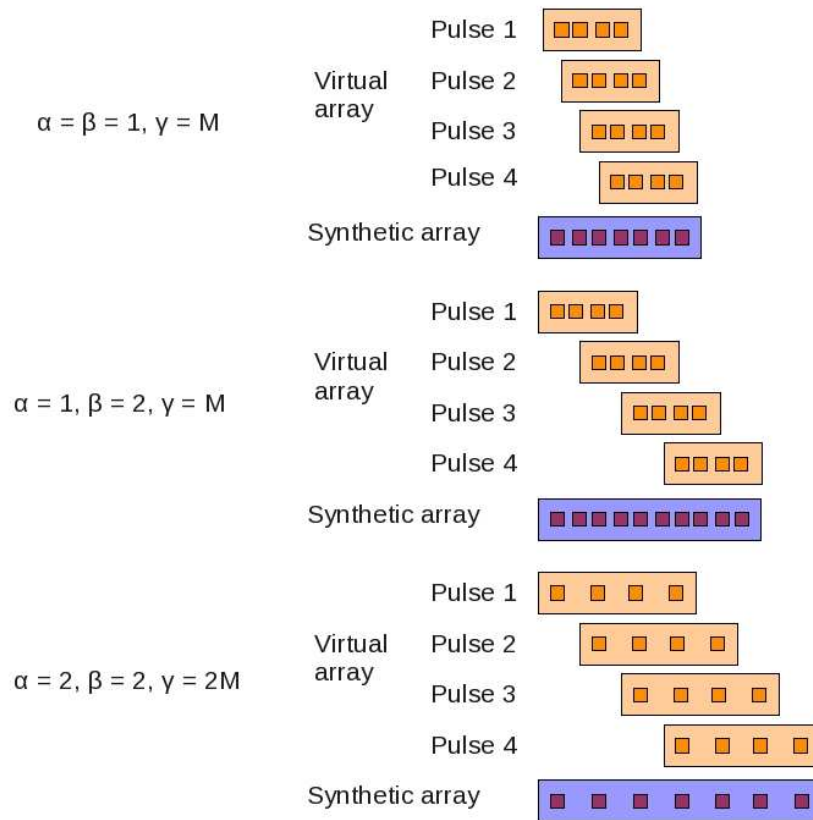 Pulse 1
Virtual
array
Pulse 2
α = β = 1, γ = M
Pulse 3
Pulse 4
Synthetic array
Pulse 1
Virtual
array
Pulse 2
α = 1, β = 2, γ = M
Pulse 3
Pulse 4
Synthetic array
Pulse 1
Virtual
array
Pulse 2
α = 2, β = 2, γ = 2M
Pulse 3
Pulse 4
Synthetic array